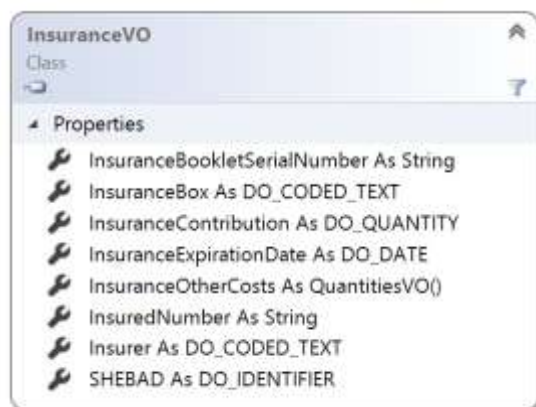 InsuranceVO
Class
Properties
InsuranceBookletSerialNumber As String
InsuranceBox As DO_CODED_TEXT
InsuranceContribution As DO_QUANTITY
InsuranceExpirationDate As DO_DATE
InsuranceOtherCosts As QuantitiesVO()
InsuredNumber As String
Insurer As DO_CODED_TEXT
SHEBAD As DO_IDENTIFIER